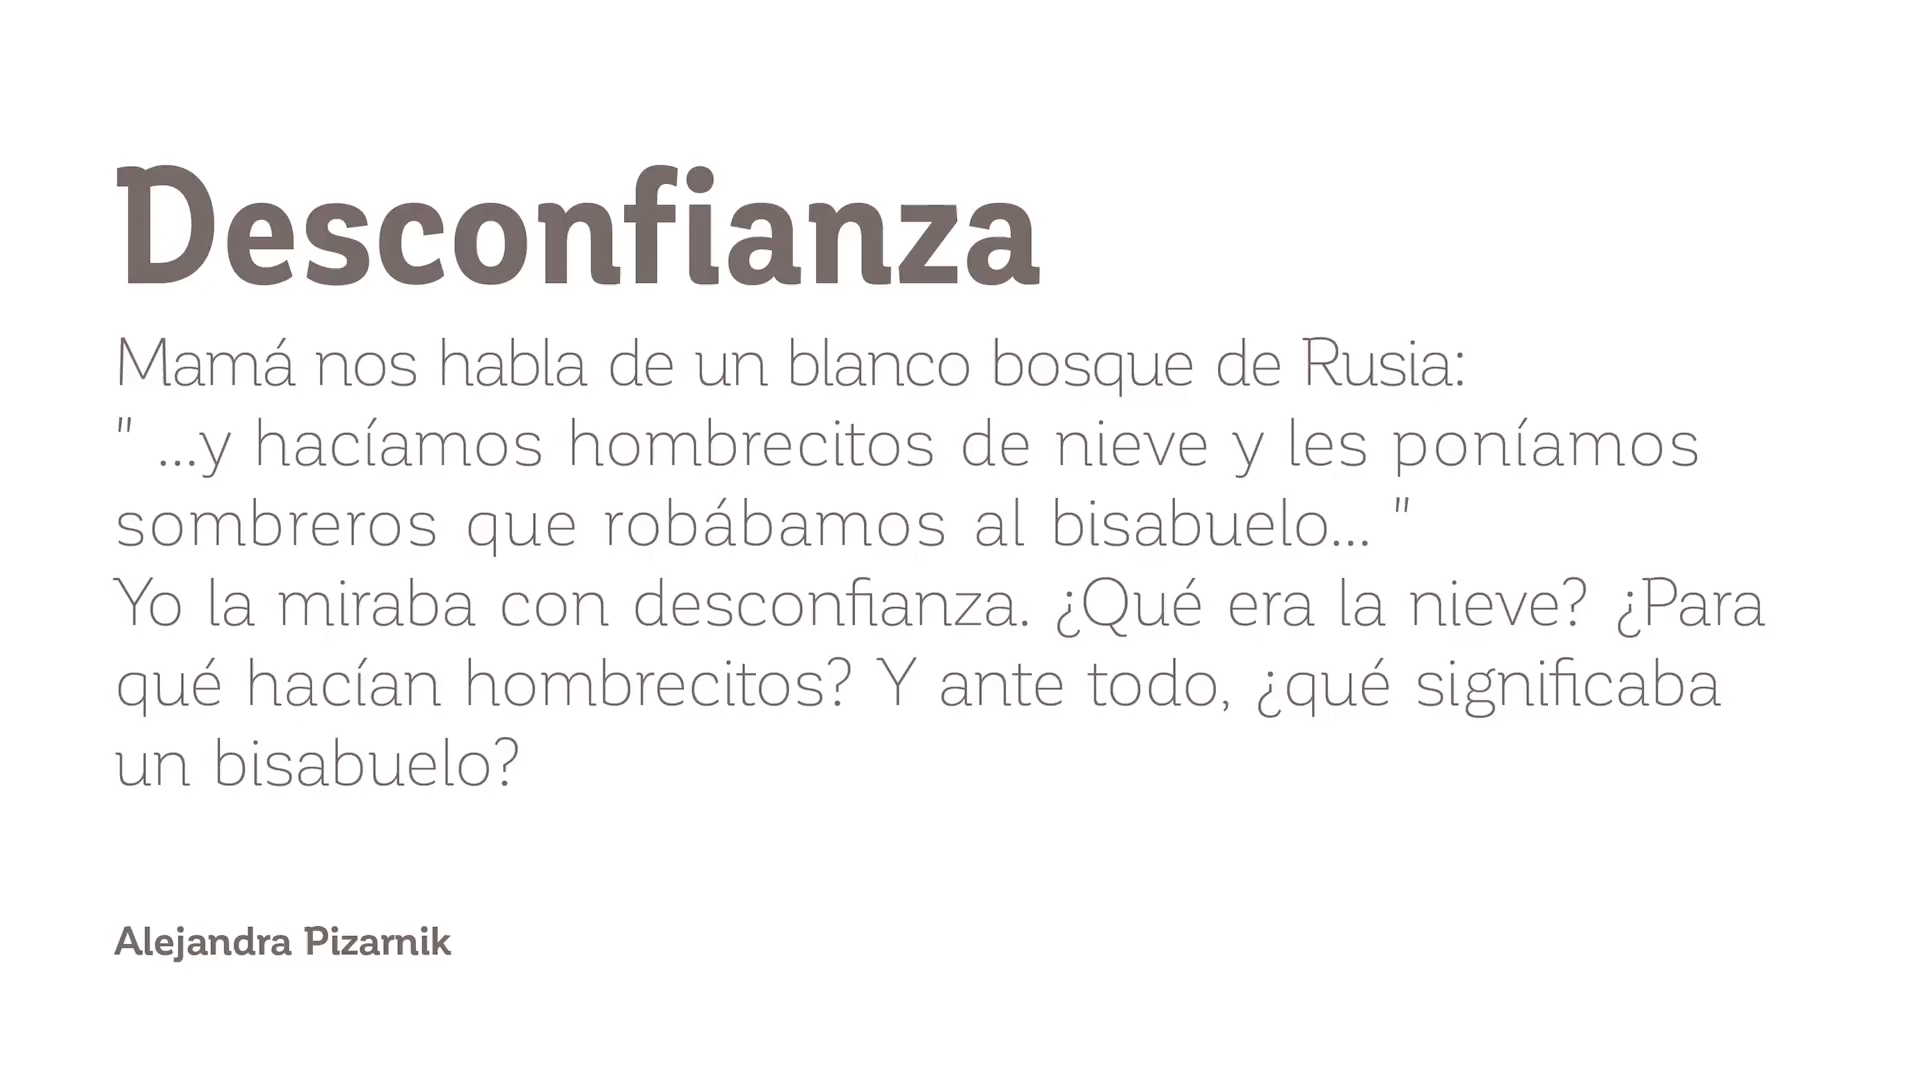 Desconfianza
Mamá nos habla de un blanco bosque de Rusia:
" ...y hacíamos hombrecitos de nieve y les poníamos
sombreros que robábamos al bisabuelo... "
Yo la miraba con desconfianza. ¿Qué era la nieve? ¿Para
qué hacían hombrecitos? Y ante todo, ¿qué significaba
un bisabuelo?
Alejandra Pizarnik